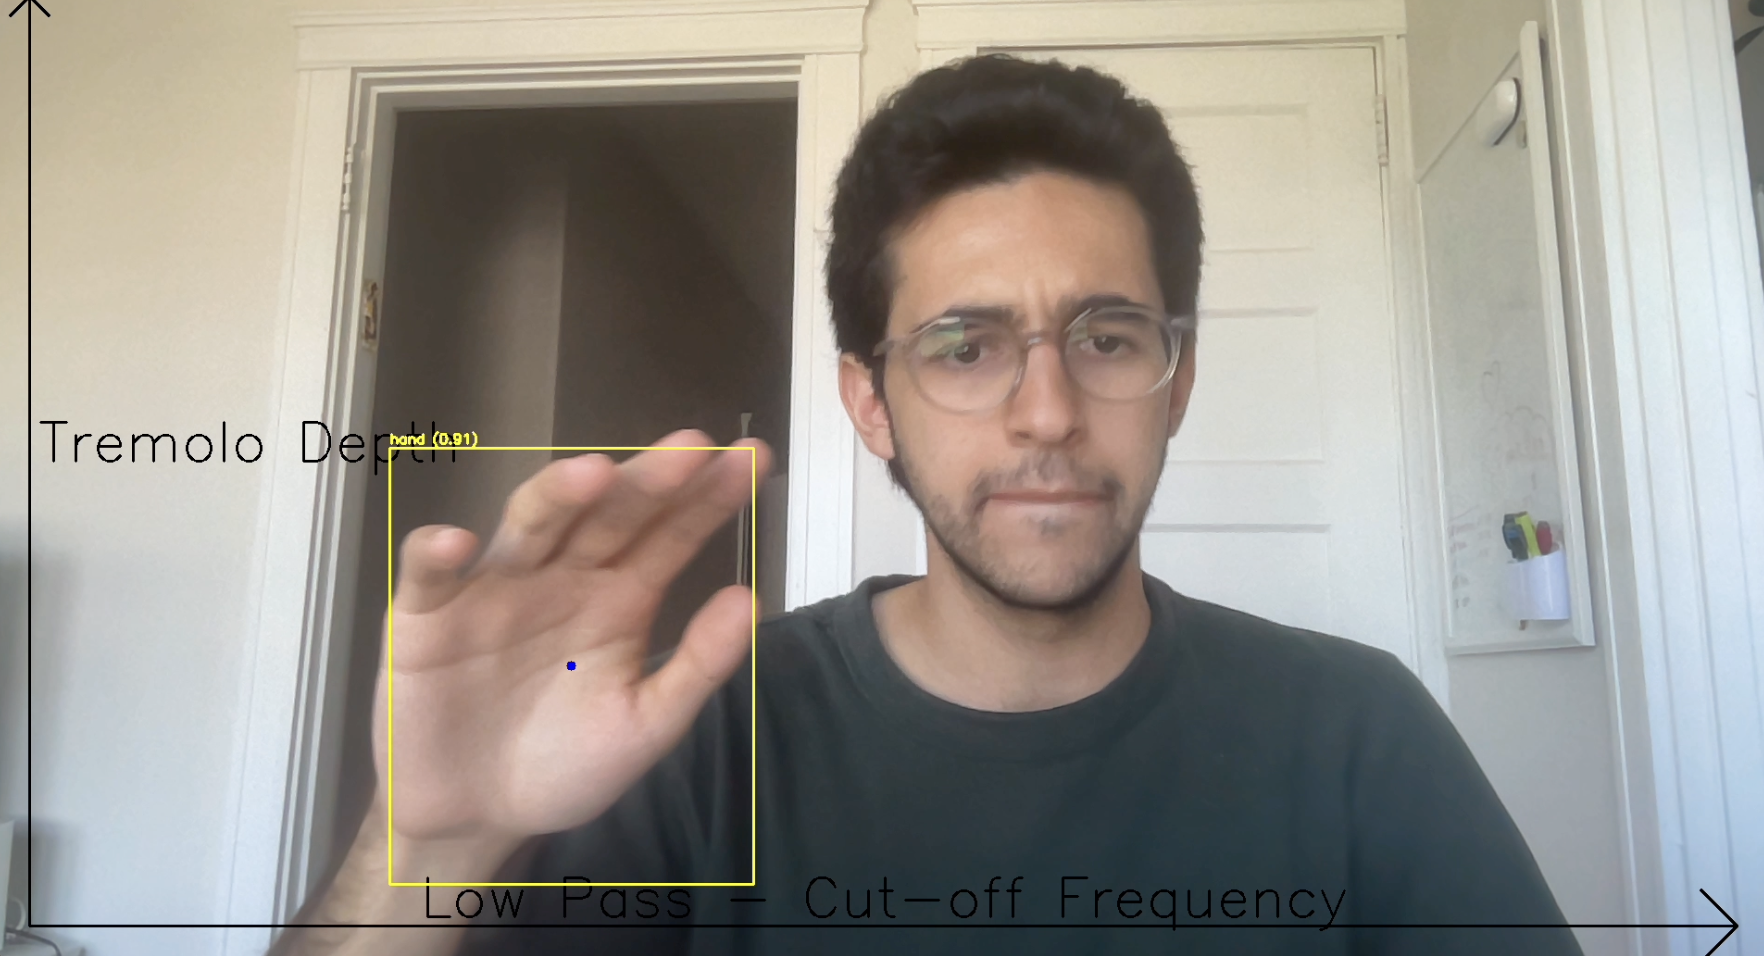 Tremolo Depth
hand (0.91)
Low Pass - Cut-off Frequency